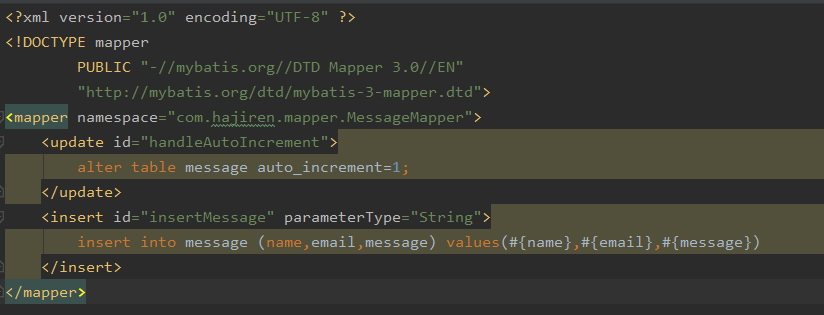 <?xml version="1.0" encoding="UTF-8" ?>
<!DOCTYPE mapper
        PUBLIC "-//mybatis.org//DTD Mapper 3.0//EN"
        "http://mybatis.org/dtd/mybatis-3-mapper.dtd">
<mapper namespace="com.hajiren.mapper.MessageMapper">
    <update id="handleAutoIncrement">
        alter table message auto_increment=1;
    </update>
    <insert id="insertMessage" parameterType="String">
        insert into message (name,email,message) values(#{name},#{email},#{message})
    </insert>
</mapper>